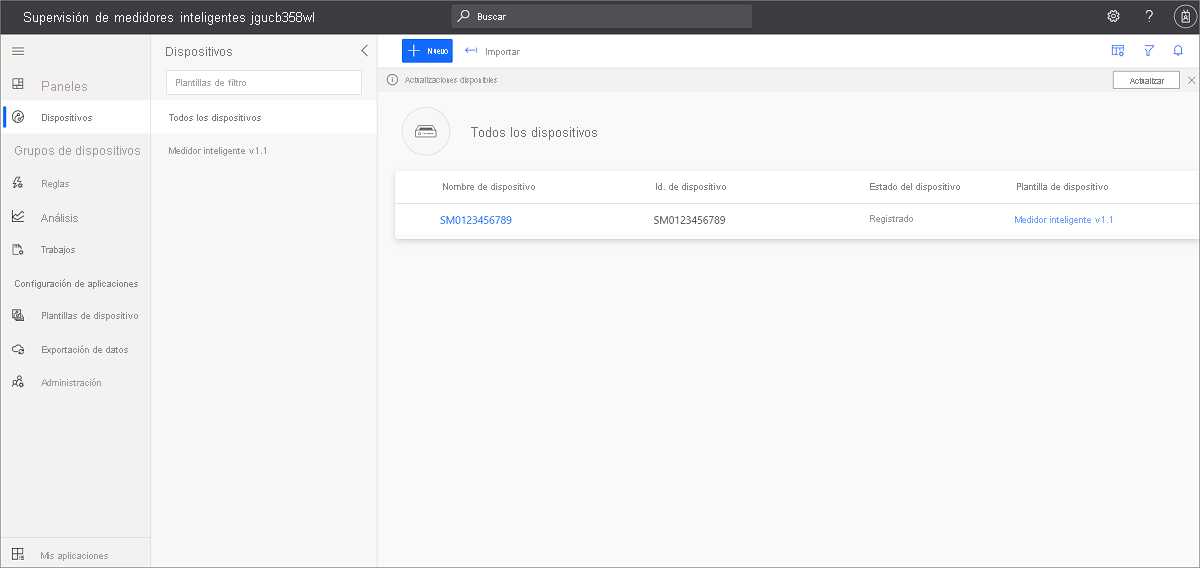 Supervisión de medidores inteligentes jgucb358wl
Buscar
?
Paneles
Dispositivos
Grupos de dispositivos
Reglas
Análisis
Trabajos
Configuración de aplicaciones
Plantillas de dispositivo
Exportación de datos
Administración
Mis aplicaciones
Dispositivos
Plantillas de filtro
Todos los dispositivos
Medidor inteligente v1.1
Nuevo
Importar
Actualizaciones disponibles
Actualizar
Todos los dispositivos
Nombre de dispositivo Id. de dispositivo Estado del dispositivo Plantilla de dispositivo
SM0123456789 SM0123456789 Registrado Medidor inteligente v1.1